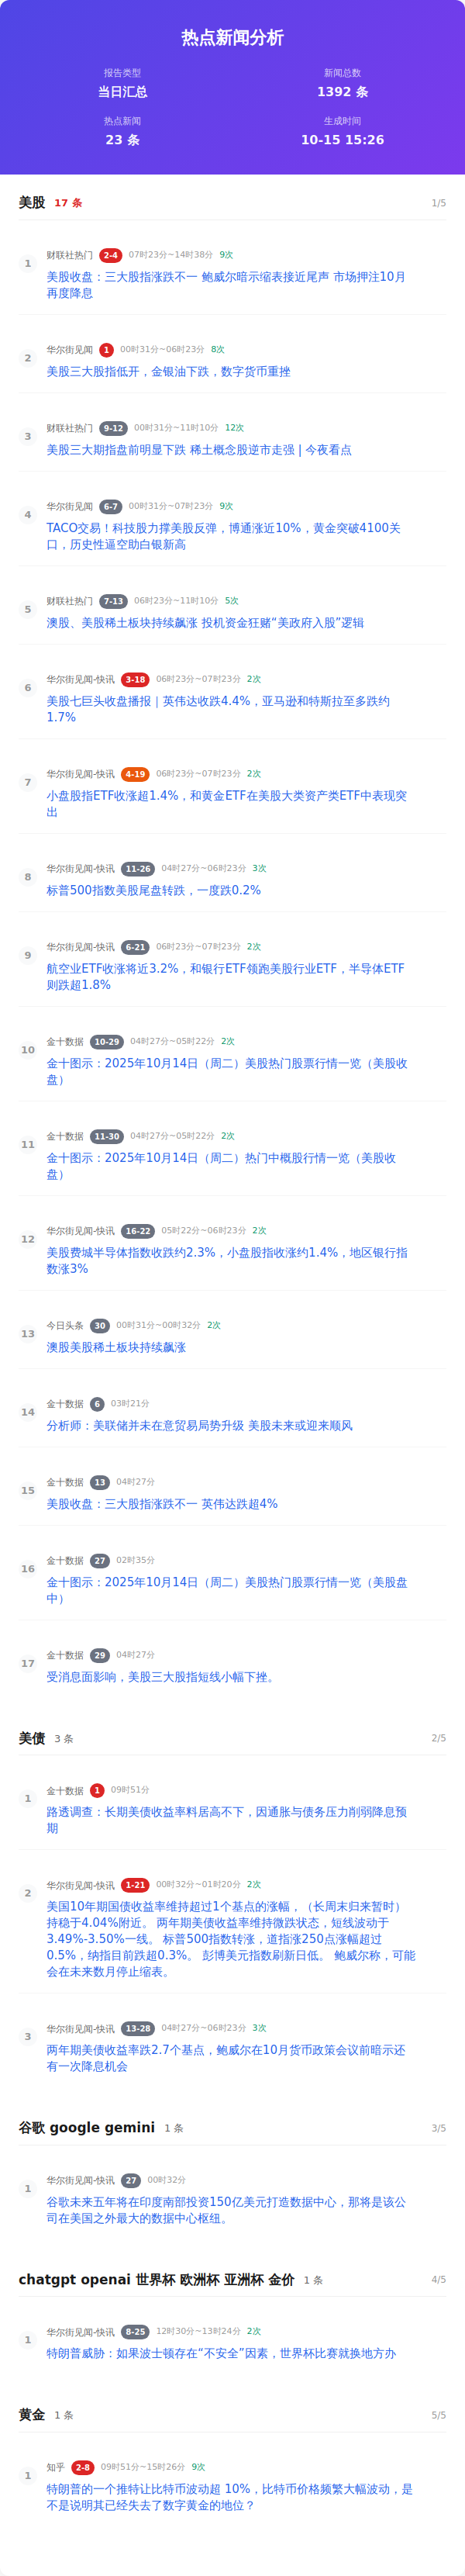 热点新闻分析
报告类型
新闻总数
当日汇总
1392 条
热点新闻
生成时间
23 条
10-15 15:26
美股 17 条 1/5
1
财联社热门 2-4 07时23分~14时38分 9次
美股收盘：三大股指涨跌不一 鲍威尔暗示缩表接近尾声 市场押注10月
再度降息
2
华尔街见闻 1 00时31分~06时23分 8次
美股三大股指低开，金银油下跌，数字货币重挫
3
财联社热门 9-12 00时31分~11时10分 12次
美股三大期指盘前明显下跌 稀土概念股逆市走强 | 今夜看点
4
华尔街见闻 6-7 00时31分~07时23分 9次
TACO交易！科技股力撑美股反弹，博通涨近10%，黄金突破4100关
口，历史性逼空助白银新高
5
财联社热门 7-13 06时23分~11时10分 5次
澳股、美股稀土板块持续飙涨 投机资金狂赌“美政府入股”逻辑
6
华尔街见闻-快讯 3-18 06时23分~07时23分 2次
美股七巨头收盘播报｜英伟达收跌4.4%，亚马逊和特斯拉至多跌约
1.7%
7
华尔街见闻-快讯 4-19 06时23分~07时23分 2次
小盘股指ETF收涨超1.4%，和黄金ETF在美股大类资产类ETF中表现突
出
8
华尔街见闻-快讯 11-26 04时27分~06时23分 3次
标普500指数美股尾盘转跌，一度跌0.2%
9
华尔街见闻-快讯 6-21 06时23分~07时23分 2次
航空业ETF收涨将近3.2%，和银行ETF领跑美股行业ETF，半导体ETF
则跌超1.8%
10
金十数据 10-29 04时27分~05时22分 2次
金十图示：2025年10月14日（周二）美股热门股票行情一览（美股收
盘）
11
金十数据 11-30 04时27分~05时22分 2次
金十图示：2025年10月14日（周二）热门中概股行情一览（美股收
盘）
12
华尔街见闻-快讯 16-22 05时22分~06时23分 2次
美股费城半导体指数收跌约2.3%，小盘股指收涨约1.4%，地区银行指
数涨3%
13
今日头条 30 00时31分~00时32分 2次
澳股美股稀土板块持续飙涨
14
金十数据 6 03时21分
分析师：美联储并未在意贸易局势升级 美股未来或迎来顺风
15
金十数据 13 04时27分
美股收盘：三大股指涨跌不一 英伟达跌超4%
16
金十数据 27 02时35分
金十图示：2025年10月14日（周二）美股热门股票行情一览（美股盘
中）
17
金十数据 29 04时27分
受消息面影响，美股三大股指短线小幅下挫。
美债 3 条 2/5
1
金十数据 1 09时51分
路透调查：长期美债收益率料居高不下，因通胀与债务压力削弱降息预
期
2
华尔街见闻-快讯 1-21 00时32分~01时20分 2次
美国10年期国债收益率维持超过1个基点的涨幅，（长周末归来暂时）
持稳于4.04%附近。 两年期美债收益率维持微跌状态，短线波动于
3.49%-3.50%一线。 标普500指数转涨，道指涨250点涨幅超过
0.5%，纳指目前跌超0.3%。 彭博美元指数刷新日低。 鲍威尔称，可能
会在未来数月停止缩表。
3
华尔街见闻-快讯 13-28 04时27分~06时23分 3次
两年期美债收益率跌2.7个基点，鲍威尔在10月货币政策会议前暗示还
有一次降息机会
谷歌 google gemini 1 条 3/5
1
华尔街见闻-快讯 27 00时32分
谷歌未来五年将在印度南部投资150亿美元打造数据中心，那将是该公
司在美国之外最大的数据中心枢纽。
chatgpt openai 世界杯 欧洲杯 亚洲杯 金价 1 条 4/5
1
华尔街见闻-快讯 8-25 12时30分~13时24分 2次
特朗普威胁：如果波士顿存在“不安全”因素，世界杯比赛就换地方办
黄金 1 条 5/5
1
知乎 2-8 09时51分~15时26分 9次
特朗普的一个推特让比特币波动超 10%，比特币价格频繁大幅波动，是
不是说明其已经失去了数字黄金的地位？